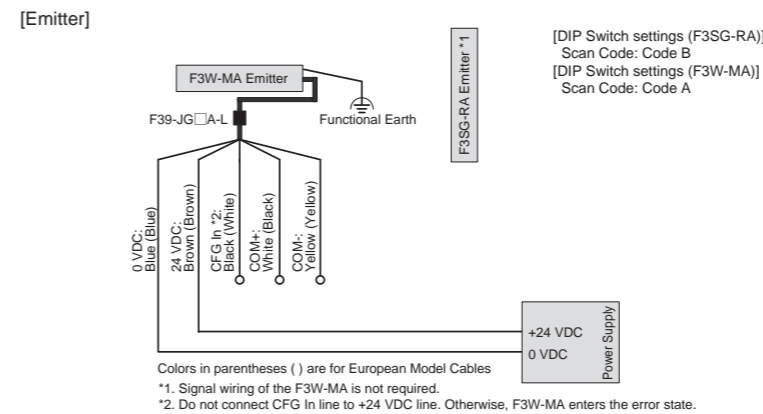 [Emitter]
[DIP Switch settings (F3SG-RA)]
Scan Code: Code B
[DIP Switch settings (F3W-MA)]
Scan Code: Code A
F3W-MA Emitter
F3SG-RA Emitter *1
F39-JG□A-L
Functional Earth
0 VDC:
Blue (Blue)
24 VDC:
Brown (Brown)
CFG In *2:
Black (White)
COM+:
White (Black)
COM-:
Yellow (Yellow)
+24 VDC
0 VDC
Power Supply
Colors in parentheses ( ) are for European Model Cables
*1. Signal wiring of the F3W-MA is not required.
*2. Do not connect CFG In line to +24 VDC line. Otherwise, F3W-MA enters the error state.